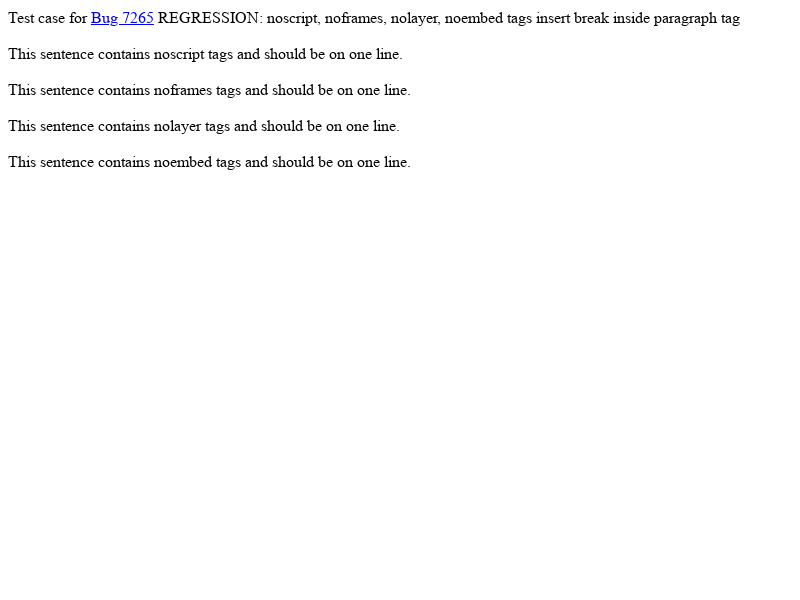 Test case for Bug 7265 REGRESSION: noscript, noframes, nolayer, noembed tags insert break inside paragraph tag
This sentence contains noscript tags and should be on one line.
This sentence contains noframes tags and should be on one line.
This sentence contains nolayer tags and should be on one line.
This sentence contains noembed tags and should be on one line.